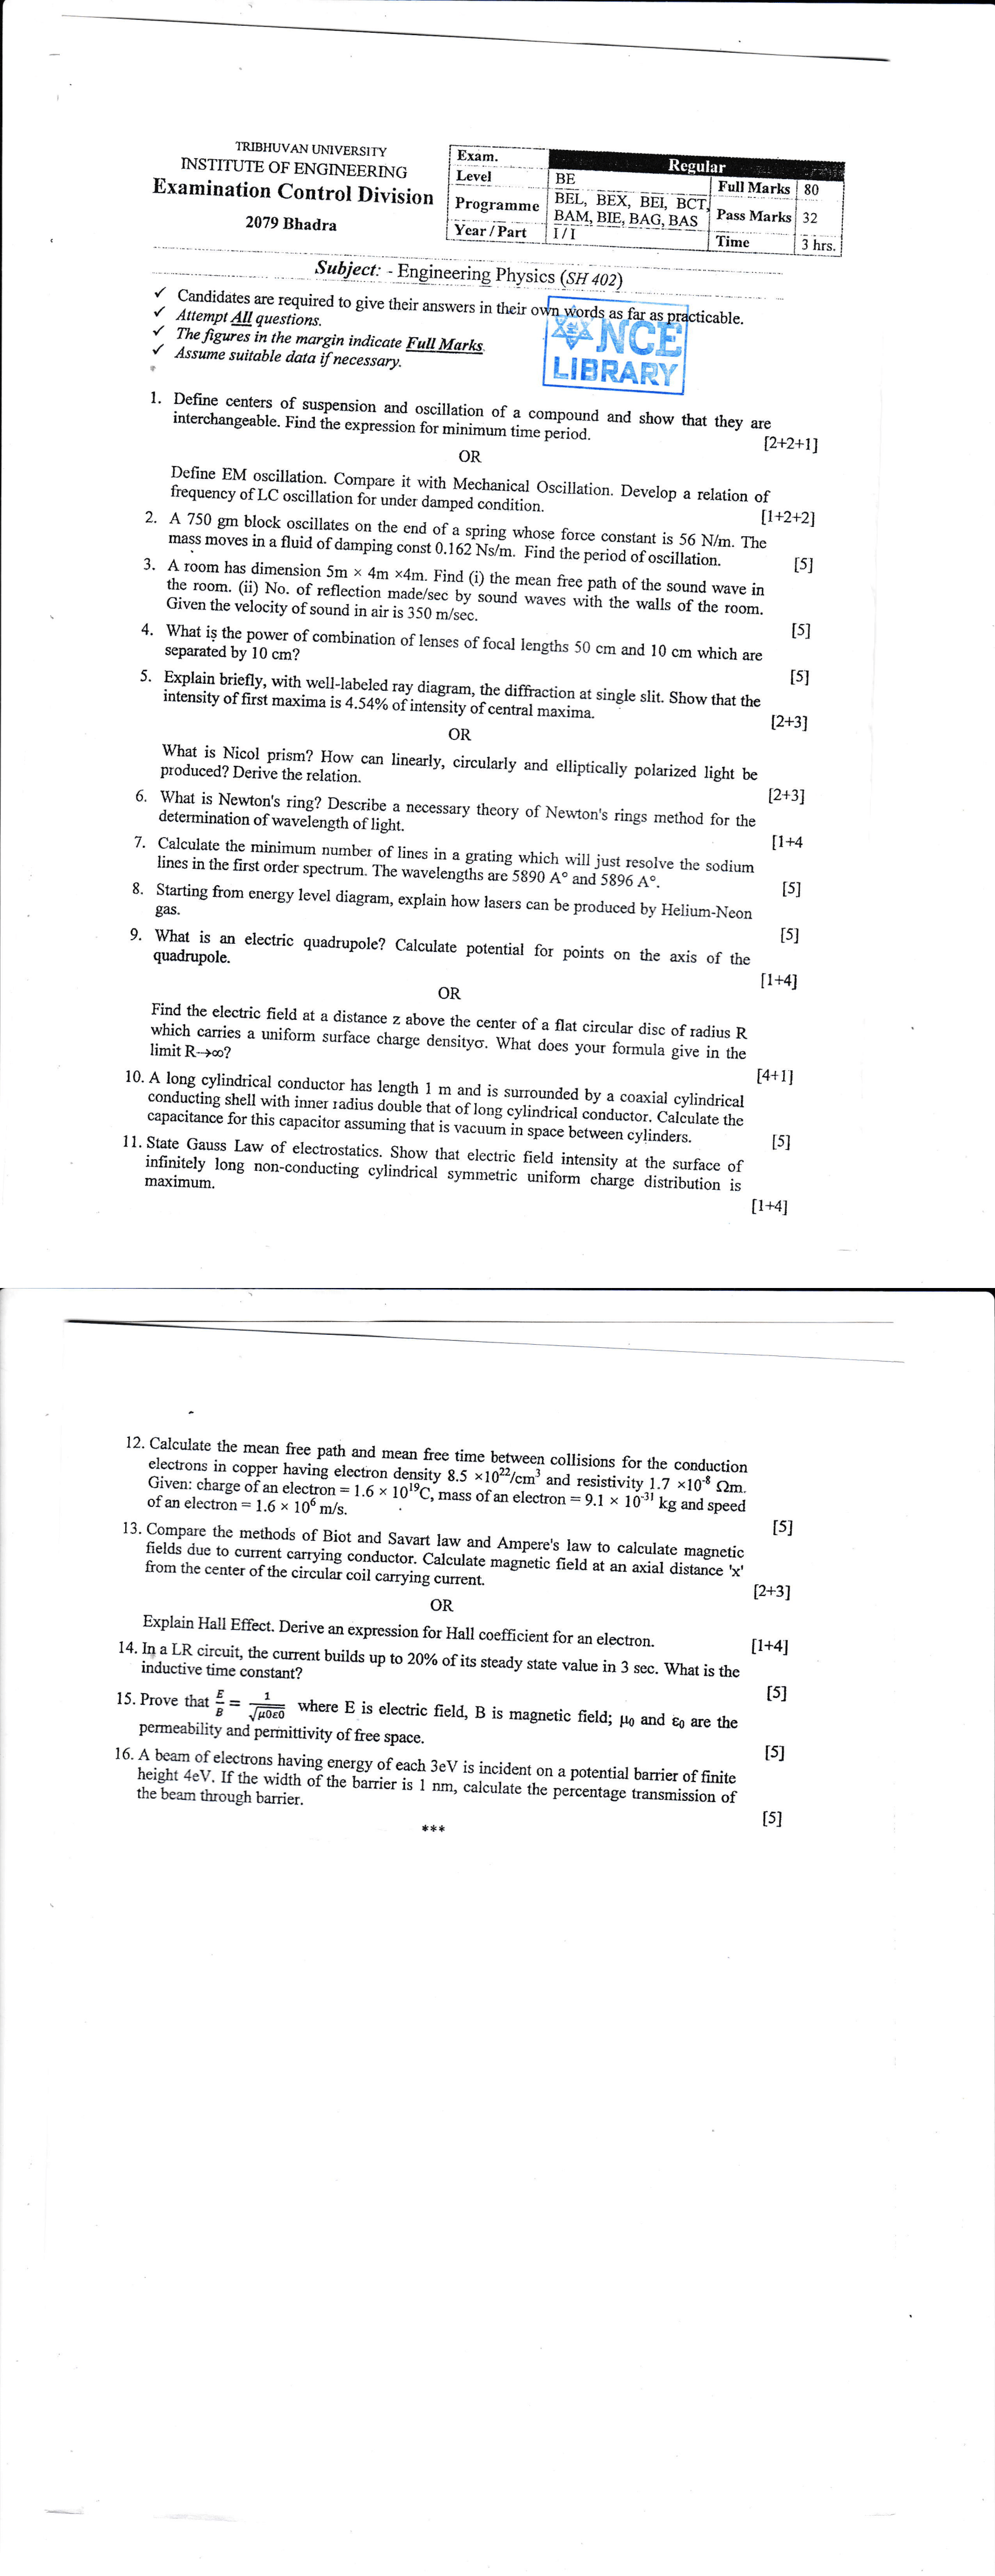 TRIBHUVAN UNIVERSITY
INSTITUTE OF ENGINEERING
Examination Control Division
2079 Bhadra
Exam. Regular
Level BE Full Marks 80
Programme BEL, BEX, BEI, BCT, BAM, BIE, BAG, BAS Pass Marks 32
Year / Part I / I Time 3 hrs.
Subject: - Engineering Physics (SH 402)
✓ Candidates are required to give their answers in their own words as far as practicable.
✓ Attempt All questions.
✓ The figures in the margin indicate Full Marks.
✓ Assume suitable data if necessary.
NCE
LIBRARY
1. Define centers of suspension and oscillation of a compound and show that they are
interchangeable. Find the expression for minimum time period. [2+2+1]
OR
Define EM oscillation. Compare it with Mechanical Oscillation. Develop a relation of
frequency of LC oscillation for under damped condition. [1+2+2]
2. A 750 gm block oscillates on the end of a spring whose force constant is 56 N/m. The
mass moves in a fluid of damping const 0.162 Ns/m. Find the period of oscillation. [5]
3. A room has dimension 5m × 4m ×4m. Find (i) the mean free path of the sound wave in
the room. (ii) No. of reflection made/sec by sound waves with the walls of the room.
Given the velocity of sound in air is 350 m/sec. [5]
4. What is the power of combination of lenses of focal lengths 50 cm and 10 cm which are
separated by 10 cm? [5]
5. Explain briefly, with well-labeled ray diagram, the diffraction at single slit. Show that the
intensity of first maxima is 4.54% of intensity of central maxima. [2+3]
OR
What is Nicol prism? How can linearly, circularly and elliptically polarized light be
produced? Derive the relation. [2+3]
6. What is Newton's ring? Describe a necessary theory of Newton's rings method for the
determination of wavelength of light. [1+4
7. Calculate the minimum number of lines in a grating which will just resolve the sodium
lines in the first order spectrum. The wavelengths are 5890 A° and 5896 A°. [5]
8. Starting from energy level diagram, explain how lasers can be produced by Helium-Neon
gas. [5]
9. What is an electric quadrupole? Calculate potential for points on the axis of the
quadrupole. [1+4]
OR
Find the electric field at a distance z above the center of a flat circular disc of radius R
which carries a uniform surface charge densityσ. What does your formula give in the
limit R→∞? [4+1]
10. A long cylindrical conductor has length 1 m and is surrounded by a coaxial cylindrical
conducting shell with inner radius double that of long cylindrical conductor. Calculate the
capacitance for this capacitor assuming that is vacuum in space between cylinders. [5]
11. State Gauss Law of electrostatics. Show that electric field intensity at the surface of
infinitely long non-conducting cylindrical symmetric uniform charge distribution is
maximum. [1+4]
12. Calculate the mean free path and mean free time between collisions for the conduction
electrons in copper having electron density 8.5 ×10²²/cm³ and resistivity 1.7 ×10⁻⁸ Ωm.
Given: charge of an electron = 1.6 × 10¹⁹C, mass of an electron = 9.1 × 10⁻³¹ kg and speed
of an electron = 1.6 × 10⁶ m/s. [5]
13. Compare the methods of Biot and Savart law and Ampere's law to calculate magnetic
fields due to current carrying conductor. Calculate magnetic field at an axial distance 'x'
from the center of the circular coil carrying current. [2+3]
OR
Explain Hall Effect. Derive an expression for Hall coefficient for an electron. [1+4]
14. In a LR circuit, the current builds up to 20% of its steady state value in 3 sec. What is the
inductive time constant? [5]
15. Prove that E/B = 1/√μ0ε0 where E is electric field, B is magnetic field; μ₀ and ε₀ are the
permeability and permittivity of free space. [5]
16. A beam of electrons having energy of each 3eV is incident on a potential barrier of finite
height 4eV. If the width of the barrier is 1 nm, calculate the percentage transmission of
the beam through barrier. [5]
***